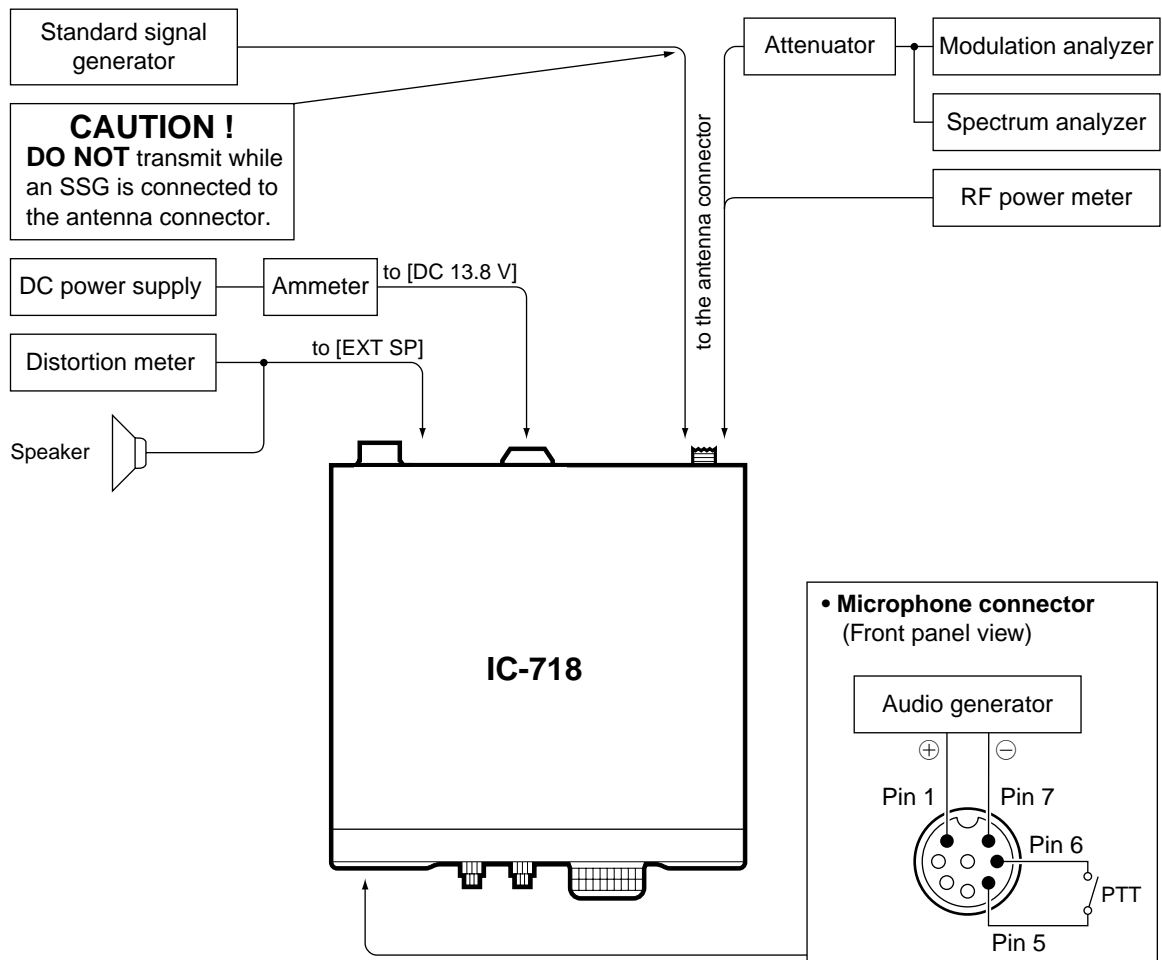 Standard signal
generator
CAUTION !
DO NOT transmit while
an SSG is connected to
the antenna connector.
Attenuator
Modulation analyzer
Spectrum analyzer
RF power meter
to the antenna connector
DC power supply
Ammeter
to [DC 13.8 V]
Distortion meter
to [EXT SP]
Speaker
IC-718
• Microphone connector
(Front panel view)
Audio generator
⊕ ⊖
Pin 1
Pin 7
Pin 6
PTT
Pin 5